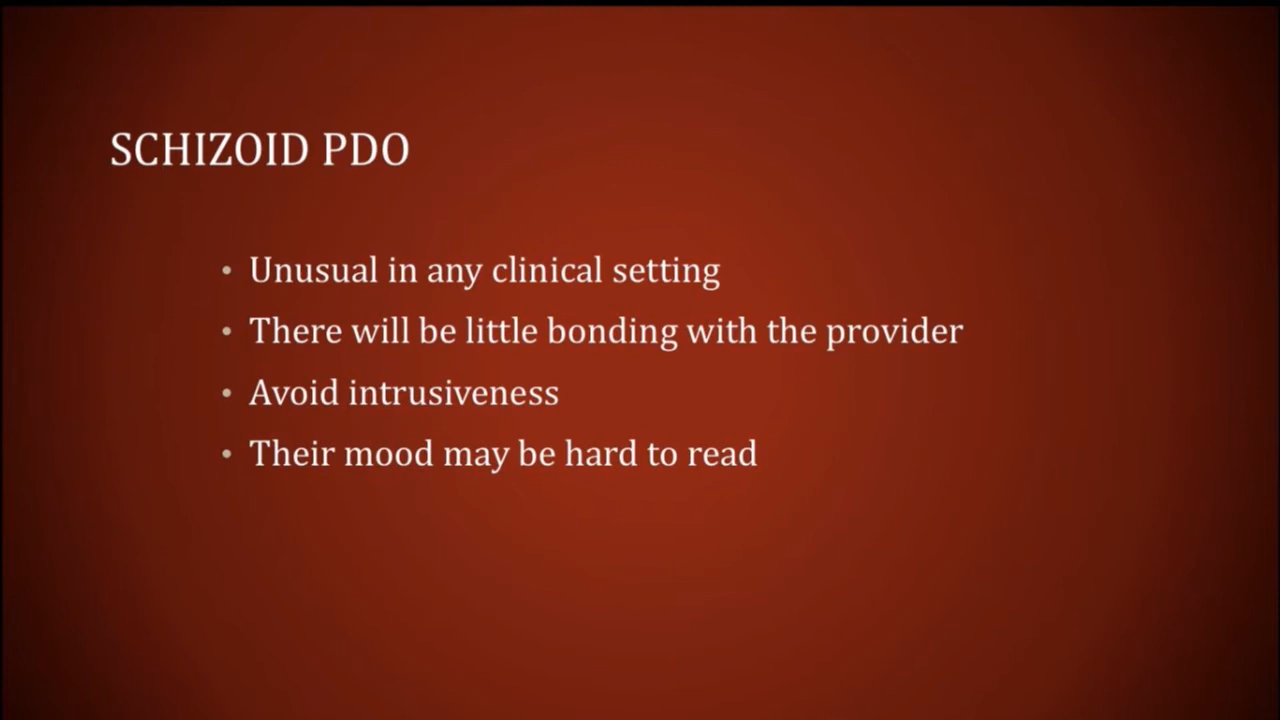 SCHIZOID PDO
• Unusual in any clinical setting
• There will be little bonding with the provider
• Avoid intrusiveness
• Their mood may be hard to read